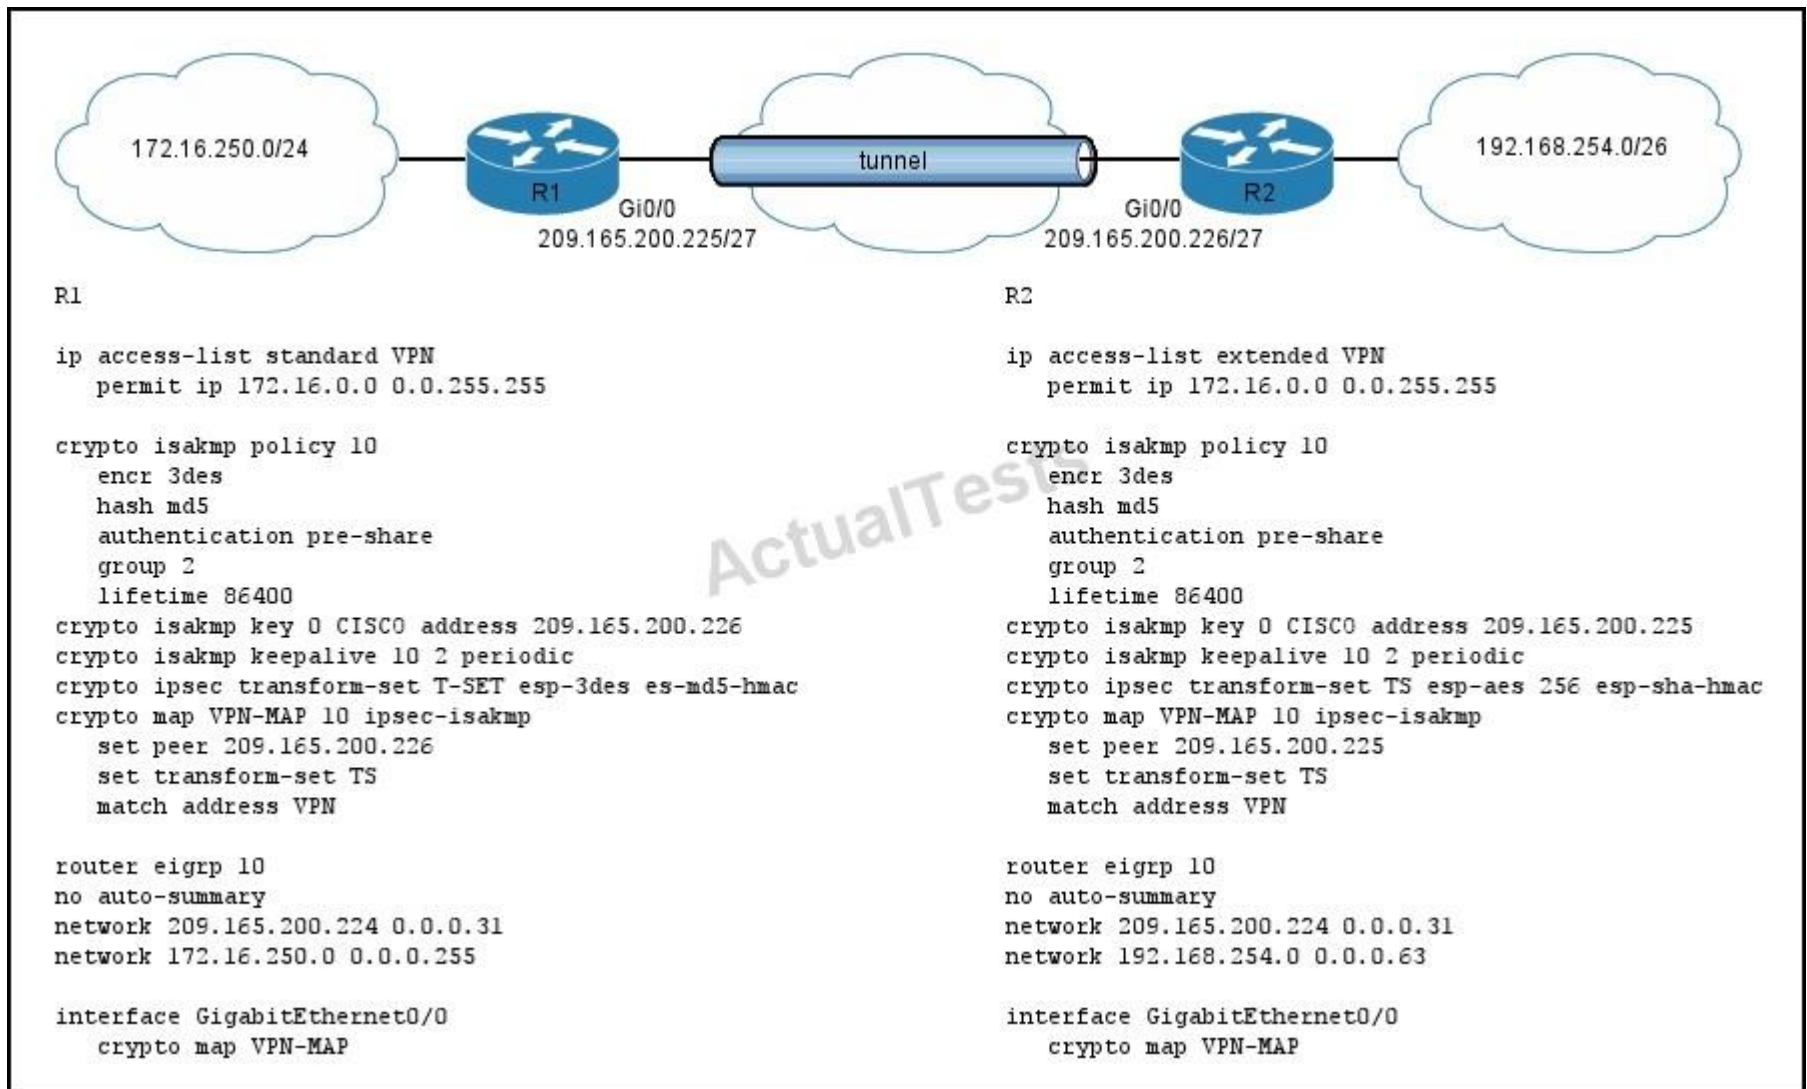 172.16.250.0/24
R1
Gi0/0
209.165.200.225/27
tunnel
Gi0/0
209.165.200.226/27
R2
192.168.254.0/26
R1
ip access-list standard VPN
permit ip 172.16.0.0 0.0.255.255
crypto isakmp policy 10
encr 3des
hash md5
authentication pre-share
group 2
lifetime 86400
crypto isakmp key 0 CISCO address 209.165.200.226
crypto isakmp keepalive 10 2 periodic
crypto ipsec transform-set T-SET esp-3des es-md5-hmac
crypto map VPN-MAP 10 ipsec-isakmp
set peer 209.165.200.226
set transform-set TS
match address VPN
router eigrp 10
no auto-summary
network 209.165.200.224 0.0.0.31
network 172.16.250.0 0.0.0.255
interface GigabitEthernet0/0
crypto map VPN-MAP
R2
ip access-list extended VPN
permit ip 172.16.0.0 0.0.255.255
crypto isakmp policy 10
encr 3des
hash md5
authentication pre-share
group 2
lifetime 86400
crypto isakmp key 0 CISCO address 209.165.200.225
crypto isakmp keepalive 10 2 periodic
crypto ipsec transform-set TS esp-aes 256 esp-sha-hmac
crypto map VPN-MAP 10 ipsec-isakmp
set peer 209.165.200.225
set transform-set TS
match address VPN
router eigrp 10
no auto-summary
network 209.165.200.224 0.0.0.31
network 192.168.254.0 0.0.0.63
interface GigabitEthernet0/0
crypto map VPN-MAP
ActualTests